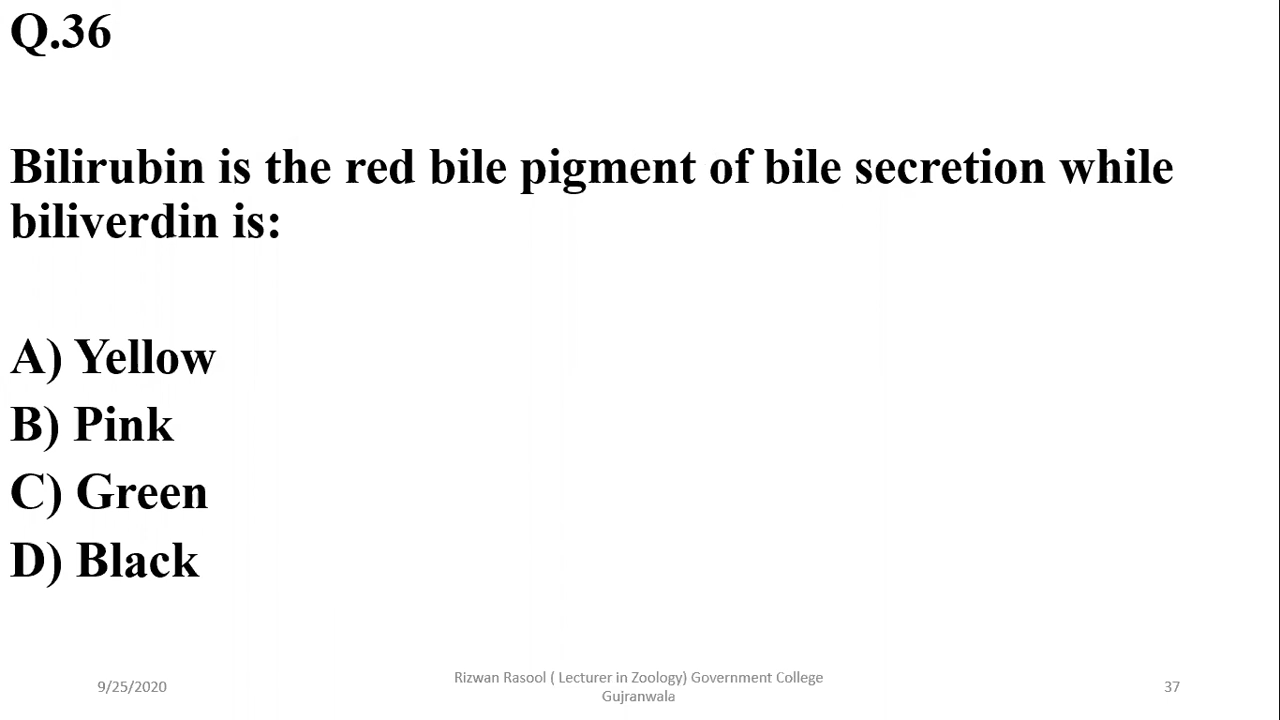 Q.36
Bilirubin is the red bile pigment of bile secretion while
biliverdin is:
A) Yellow
B) Pink
C) Green
D) Black
9/25/2020
Rizwan Rasool ( Lecturer in Zoology) Government College
Gujranwala
37